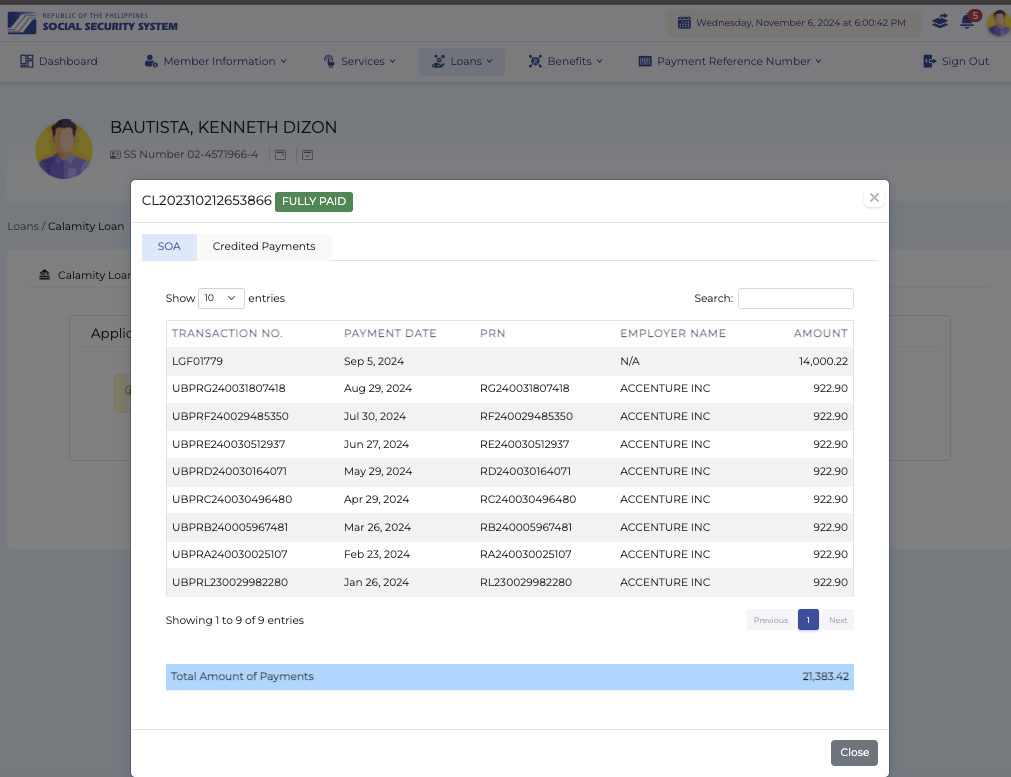 REPUBLIC OF THE PHILIPPINES
SOCIAL SECURITY SYSTEM
Wednesday, November 6, 2024 at 6:00:42 PM
5
Dashboard
Member Information
Services
Loans
Benefits
Payment Reference Number
Sign Out
BAUTISTA, KENNETH DIZON
SS Number 02-4571966-4
CL202310212653866 FULLY PAID
Loans / Calamity Loan
SOA
Credited Payments
Calamity Loan
Show 10 entries
Search:
Applic
TRANSACTION NO. PAYMENT DATE PRN EMPLOYER NAME AMOUNT
LGF01779 Sep 5, 2024 N/A 14,000.22
UBPRG240031807418 Aug 29, 2024 RG240031807418 ACCENTURE INC 922.90
UBPRF240029485350 Jul 30, 2024 RF240029485350 ACCENTURE INC 922.90
UBPRE240030512937 Jun 27, 2024 RE240030512937 ACCENTURE INC 922.90
UBPRD240030164071 May 29, 2024 RD240030164071 ACCENTURE INC 922.90
UBPRC240030496480 Apr 29, 2024 RC240030496480 ACCENTURE INC 922.90
UBPRB240005967481 Mar 26, 2024 RB240005967481 ACCENTURE INC 922.90
UBPRA240030025107 Feb 23, 2024 RA240030025107 ACCENTURE INC 922.90
UBPRL230029982280 Jan 26, 2024 RL230029982280 ACCENTURE INC 922.90
Showing 1 to 9 of 9 entries
Previous 1 Next
Total Amount of Payments 21,383.42
Close